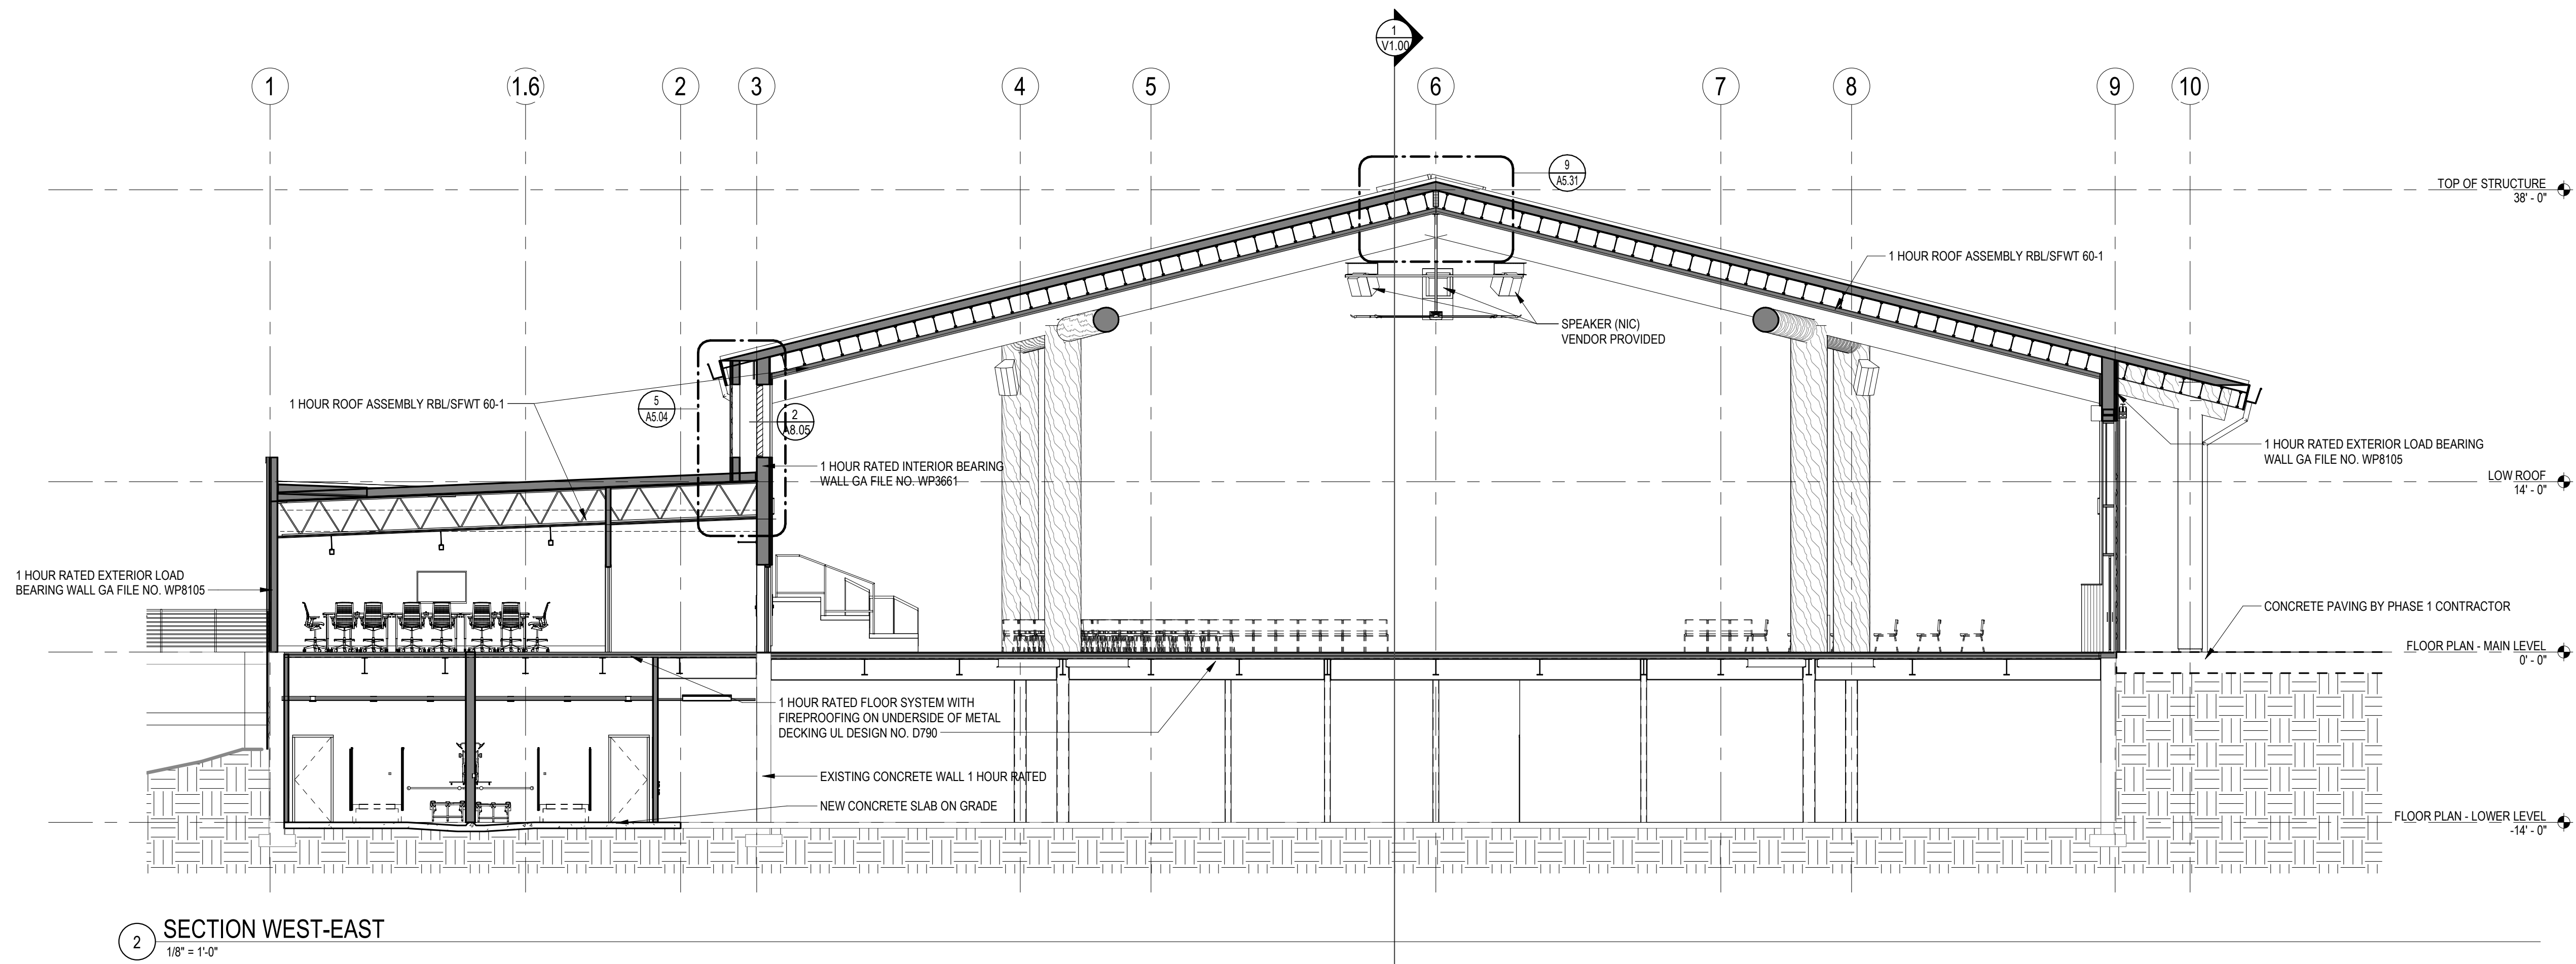 1
V1.00
1
1.6
2
3
4
5
6
7
8
9
10
9
A5.31
TOP OF STRUCTURE
38' - 0"
1 HOUR ROOF ASSEMBLY RBL/SFWT 60-1
SPEAKER (NIC)
VENDOR PROVIDED
1 HOUR ROOF ASSEMBLY RBL/SFWT 60-1
5
A5.04
2
A8.05
1 HOUR RATED INTERIOR BEARING
WALL GA FILE NO. WP3661
1 HOUR RATED EXTERIOR LOAD BEARING
WALL GA FILE NO. WP8105
LOW ROOF
14' - 0"
1 HOUR RATED EXTERIOR LOAD
BEARING WALL GA FILE NO. WP8105
CONCRETE PAVING BY PHASE 1 CONTRACTOR
FLOOR PLAN - MAIN LEVEL
0' - 0"
1 HOUR RATED FLOOR SYSTEM WITH
FIREPROOFING ON UNDERSIDE OF METAL
DECKING UL DESIGN NO. D790
EXISTING CONCRETE WALL 1 HOUR RATED
NEW CONCRETE SLAB ON GRADE
FLOOR PLAN - LOWER LEVEL
-14' - 0"
2
SECTION WEST-EAST
1/8" = 1'-0"